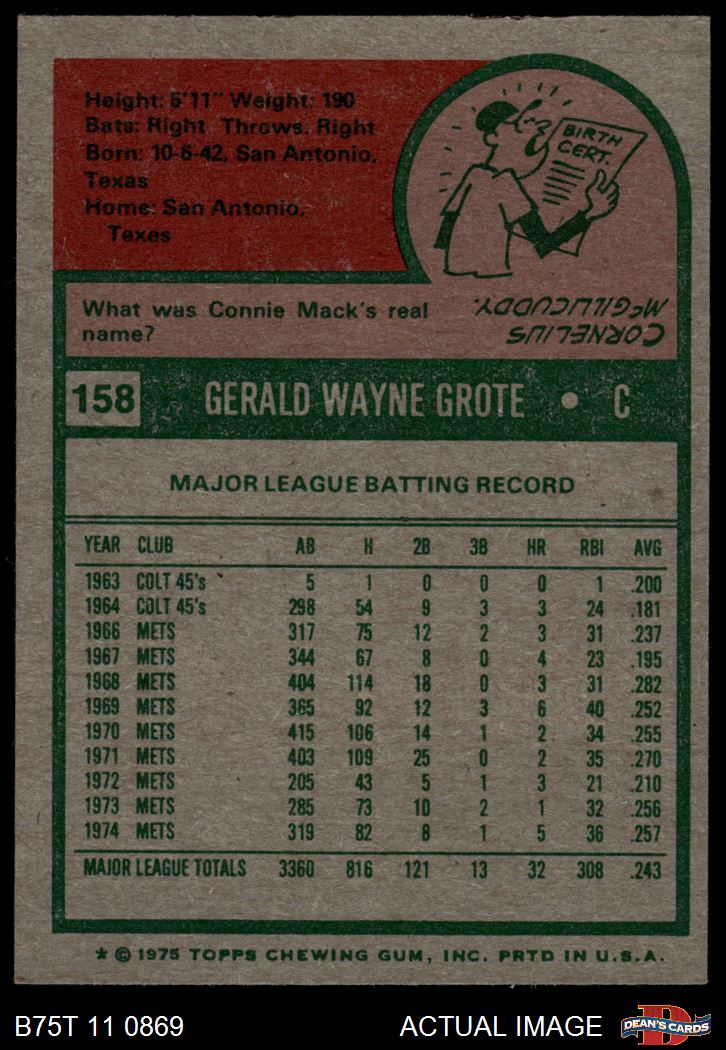 Height: 5'11" Weight: 190
Bats: Right Throws: Right
Born: 10-6-42, San Antonio,
Texas
Home: San Antonio,
Texas
BIRTH
CERT.
What was Connie Mack's real
name?
CORNELIUS
McGILLICUDDY.
158 GERALD WAYNE GROTE • C
MAJOR LEAGUE BATTING RECORD
YEAR CLUB AB H 2B 3B HR RBI AVG
1963 COLT 45's 5 1 0 0 0 1 .200
1964 COLT 45's 298 54 9 3 3 24 .181
1966 METS 317 75 12 2 3 31 .237
1967 METS 344 67 8 0 4 23 .195
1968 METS 404 114 18 0 3 31 .282
1969 METS 365 92 12 3 6 40 .252
1970 METS 415 106 14 1 2 34 .255
1971 METS 403 109 25 0 2 35 .270
1972 METS 205 43 5 1 3 21 .210
1973 METS 285 73 10 2 1 32 .256
1974 METS 319 82 8 1 5 36 .257
MAJOR LEAGUE TOTALS 3360 816 121 13 32 308 .243
* © 1975 TOPPS CHEWING GUM, INC. PRTD IN U.S.A.
B75T 11 0869 ACTUAL IMAGE
DEAN'S CARDS